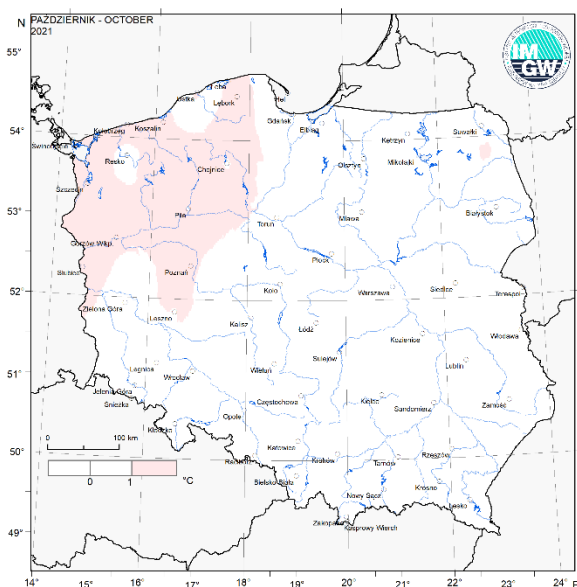 N
PAŹDZIERNIK - OCTOBER
2021
IM
GW
55°
Łeba
Ustka
Lębork
Hel
Gdańsk
Elbląg
Kętrzyn
Suwałki
54°
Kołobrzeg
Koszalin
Świnoujście
Resko
Chojnice
Olsztyn
Mikołajki
Szczecin
53°
Piła
Toruń
Mława
Białystok
Gorzów Wlkp.
Słubice
Poznań
Płock
Koło
Warszawa
Siedlce
Terespol
52°
Zielona Góra
Leszno
Kalisz
Łódź
Kozienice
Włodawa
51°
Legnica
Wrocław
Wieluń
Sulejów
Lublin
Jelenia Góra
Śnieżka
Częstochowa
Kielce
Sandomierz
Zamość
Opole
50°
Kłodzko
0
100 km
Racibórz
Katowice
Kraków
Tarnów
Rzeszów
Bielsko-Biała
Nowy Sącz
Krosno
Lesko
0
1
°C
Zakopane
Kasprowy Wierch
49°
14°
15°
16°
17°
18°
19°
20°
21°
22°
23°
24°
E